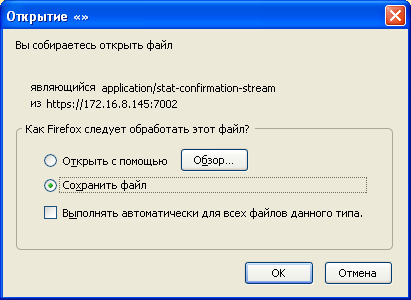 Открытие «»
Вы собираетесь открыть файл
являющийся application/stat-confirmation-stream
из https://172.16.8.145:7002
Как Firefox следует обработать этот файл?
Открыть с помощью Обзор...
Сохранить файл
Выполнять автоматически для всех файлов данного типа.
OK Отмена